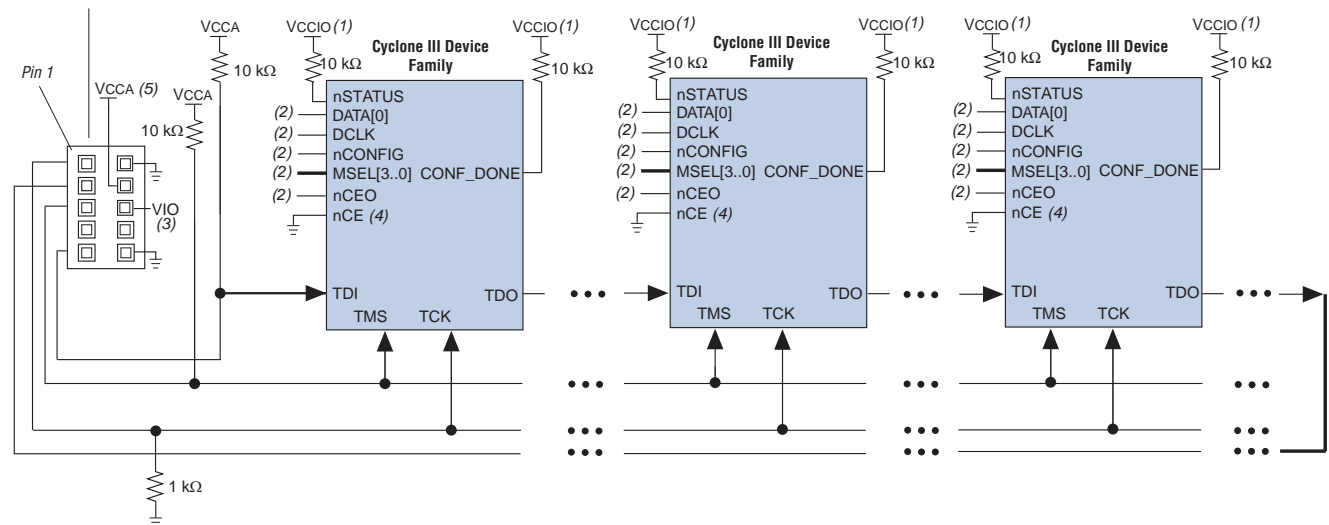 VCCA
VCCIO (1)
VCCIO (1)
VCCIO (1)
VCCIO (1)
VCCIO (1)
VCCIO (1)
Cyclone III Device
Family
Cyclone III Device
Family
Cyclone III Device
Family
10 kΩ
10 kΩ
10 kΩ
10 kΩ
10 kΩ
10 kΩ
10 kΩ
Pin 1
VCCA (5)
VCCA
10 kΩ
VIO
(3)
nSTATUS
(2) DATA[0]
(2) DCLK
(2) nCONFIG
(2) MSEL[3..0] CONF_DONE
(2) nCEO
nCE (4)
TDI
TDO
TMS TCK
nSTATUS
(2) DATA[0]
(2) DCLK
(2) nCONFIG
(2) MSEL[3..0] CONF_DONE
(2) nCEO
nCE (4)
TDI
TDO
TMS TCK
nSTATUS
(2) DATA[0]
(2) DCLK
(2) nCONFIG
(2) MSEL[3..0] CONF_DONE
(2) nCEO
nCE (4)
TDI
TDO
TMS TCK
1 kΩ